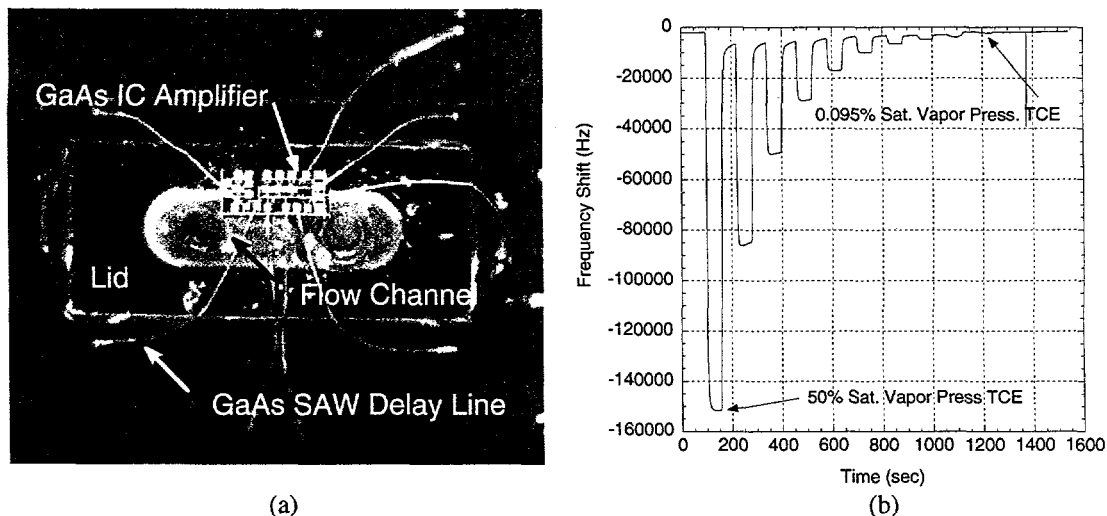 GaAs IC Amplifier
Lid
Flow Channel
GaAs SAW Delay Line
(a)
0
-20000
-40000
-60000
-80000
-100000
-120000
-140000
-160000
Frequency Shift (Hz)
0.095% Sat. Vapor Press. TCE
50% Sat. Vapor Press TCE
0 200 400 600 800 1000 1200 1400 1600
Time (sec)
(b)